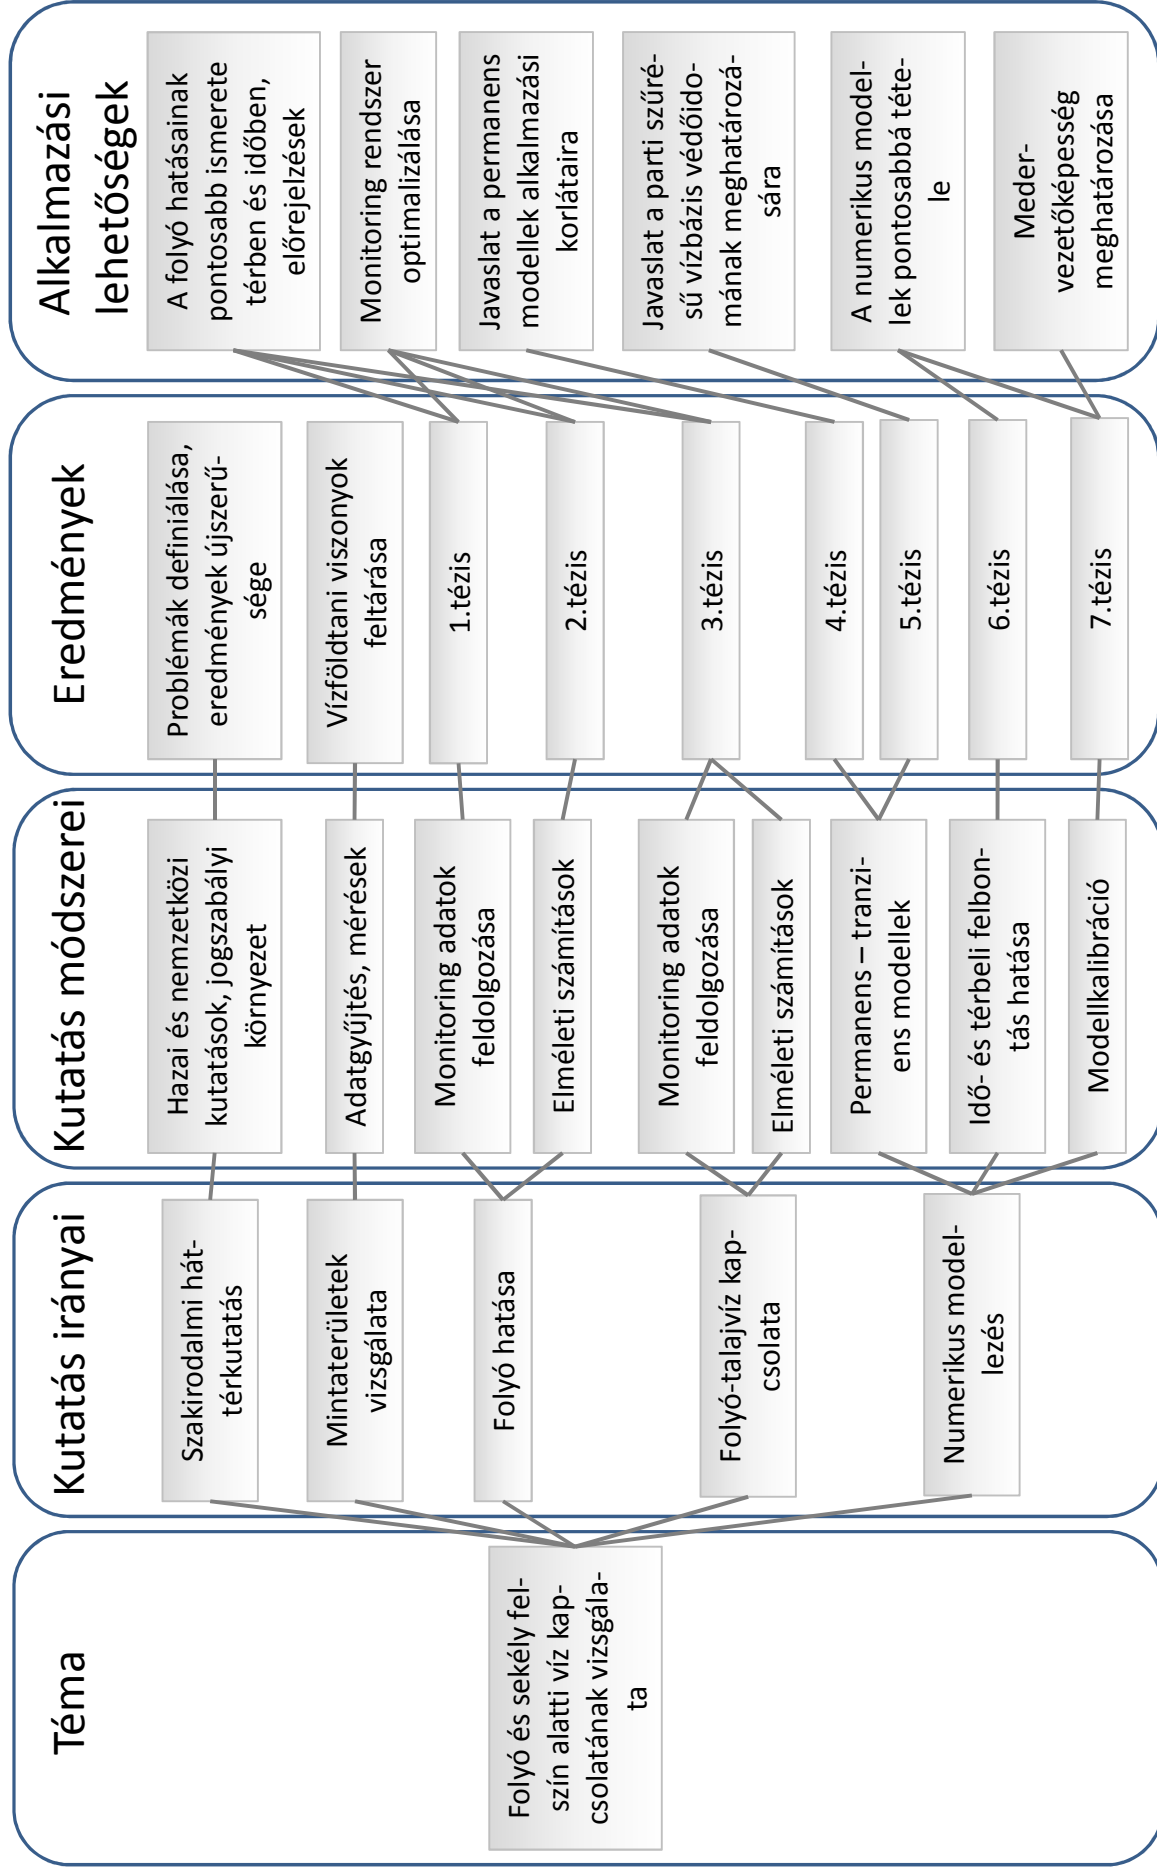 Téma
Folyó és sekély fel-
szín alatti víz kap-
csolatának vizsgála-
ta
Kutatás irányai
Szakirodalmi hát-
térkutatás
Mintaterületek
vizsgálata
Folyó hatása
Folyó-talajvíz kap-
csolata
Numerikus model-
lezés
Kutatás módszerei
Hazai és nemzetközi
kutatások, jogszabályi
környezet
Adatgyűjtés, mérések
Monitoring adatok
feldolgozása
Elméleti számítások
Monitoring adatok
feldolgozása
Elméleti számítások
Permanens – tranzi-
ens modellek
Idő- és térbeli felbon-
tás hatása
Modellkalibráció
Eredmények
Problémák definiálása,
eredmények újszerű-
sége
Vízföldtani viszonyok
feltárása
1.tézis
2.tézis
3.tézis
4.tézis
5.tézis
6.tézis
7.tézis
Alkalmazási
lehetőségek
A folyó hatásainak
pontosabb ismerete
térben és időben,
előrejelzések
Monitoring rendszer
optimalizálása
Javaslat a permanens
modellek alkalmazási
korlátaira
Javaslat a parti szűré-
sű vízbázis védőido-
mának meghatározá-
sára
A numerikus model-
lek pontosabbá téte-
le
Meder-
vezetőképesség
meghatározása